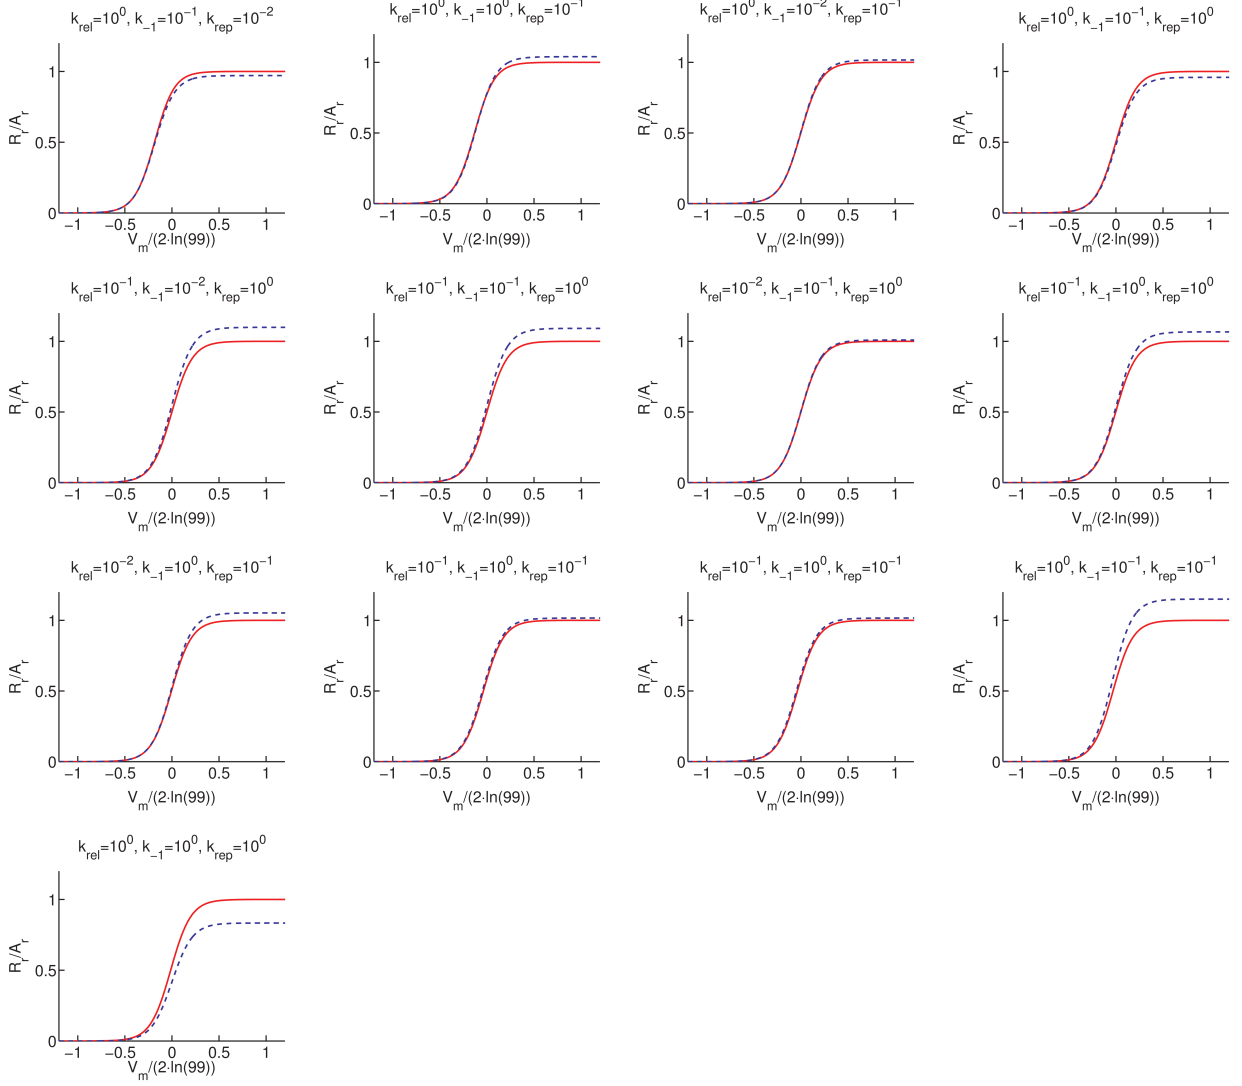 k_rel=10^0, k_−1=10^−1, k_rep=10^−2
1
0.5
0
R_r/A_r
−1 −0.5 0 0.5 1
V_m/(2·ln(99))
k_rel=10^0, k_−1=10^0, k_rep=10^−1
1
0.5
0
R_r/A_r
−1 −0.5 0 0.5 1
V_m/(2·ln(99))
k_rel=10^0, k_−1=10^−2, k_rep=10^−1
1
0.5
0
R_r/A_r
−1 −0.5 0 0.5 1
V_m/(2·ln(99))
k_rel=10^0, k_−1=10^−1, k_rep=10^0
1
0.5
0
R_r/A_r
−1 −0.5 0 0.5 1
V_m/(2·ln(99))
k_rel=10^−1, k_−1=10^−2, k_rep=10^0
1
0.5
0
R_r/A_r
−1 −0.5 0 0.5 1
V_m/(2·ln(99))
k_rel=10^−1, k_−1=10^−1, k_rep=10^0
1
0.5
0
R_r/A_r
−1 −0.5 0 0.5 1
V_m/(2·ln(99))
k_rel=10^−2, k_−1=10^−1, k_rep=10^0
1
0.5
0
R_r/A_r
−1 −0.5 0 0.5 1
V_m/(2·ln(99))
k_rel=10^−1, k_−1=10^0, k_rep=10^0
1
0.5
0
R_r/A_r
−1 −0.5 0 0.5 1
V_m/(2·ln(99))
k_rel=10^−2, k_−1=10^0, k_rep=10^−1
1
0.5
0
R_r/A_r
−1 −0.5 0 0.5 1
V_m/(2·ln(99))
k_rel=10^−1, k_−1=10^0, k_rep=10^−1
1
0.5
0
R_r/A_r
−1 −0.5 0 0.5 1
V_m/(2·ln(99))
k_rel=10^−1, k_−1=10^0, k_rep=10^−1
1
0.5
0
R_r/A_r
−1 −0.5 0 0.5 1
V_m/(2·ln(99))
k_rel=10^0, k_−1=10^−1, k_rep=10^−1
1
0.5
0
R_r/A_r
−1 −0.5 0 0.5 1
V_m/(2·ln(99))
k_rel=10^0, k_−1=10^0, k_rep=10^0
1
0.5
0
R_r/A_r
−1 −0.5 0 0.5 1
V_m/(2·ln(99))